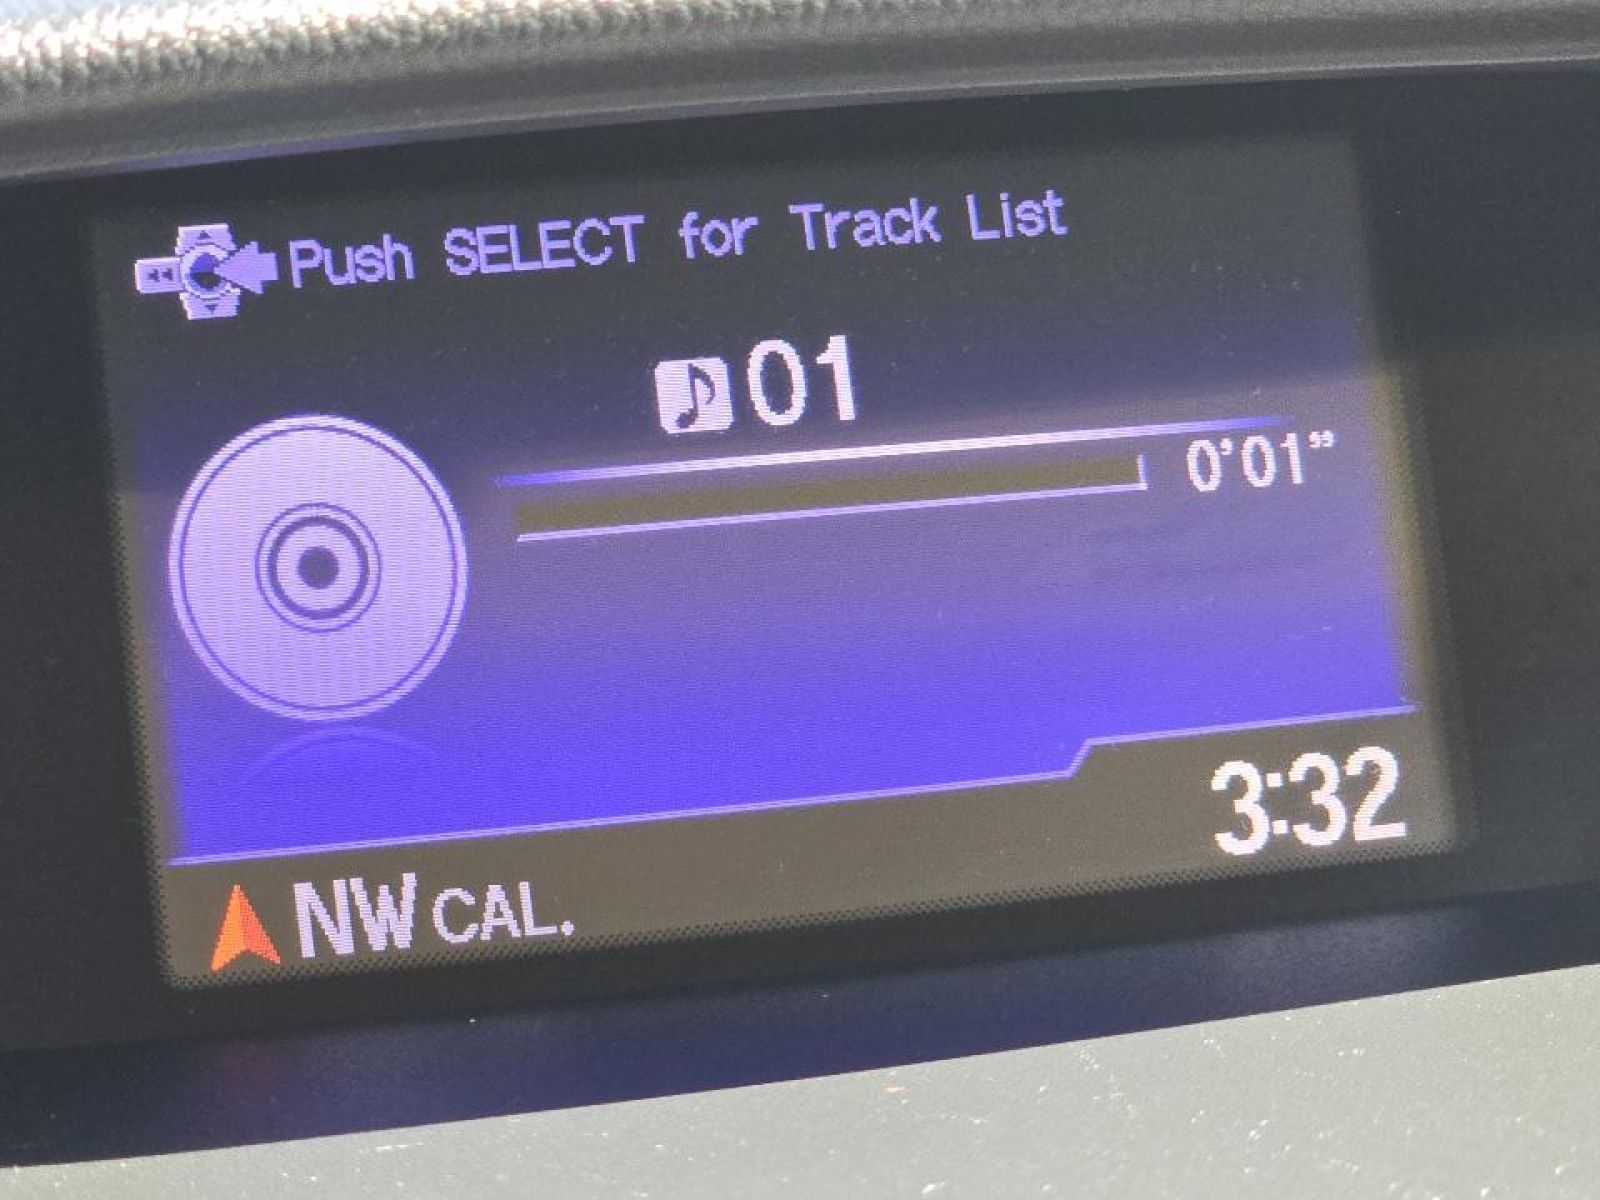 Push SELECT for Track List
01
0'01"
3:32
NW CAL.